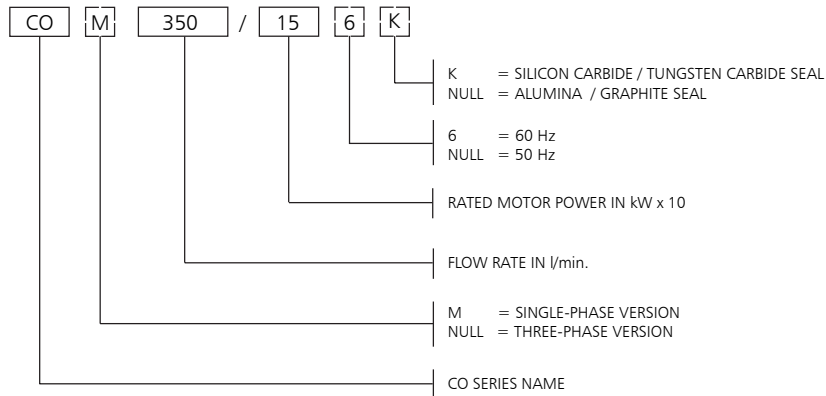 CO M 350 / 15 6 K
K = SILICON CARBIDE / TUNGSTEN CARBIDE SEAL
NULL = ALUMINA / GRAPHITE SEAL
6 = 60 Hz
NULL = 50 Hz
RATED MOTOR POWER IN kW x 10
FLOW RATE IN l/min.
M = SINGLE-PHASE VERSION
NULL = THREE-PHASE VERSION
CO SERIES NAME